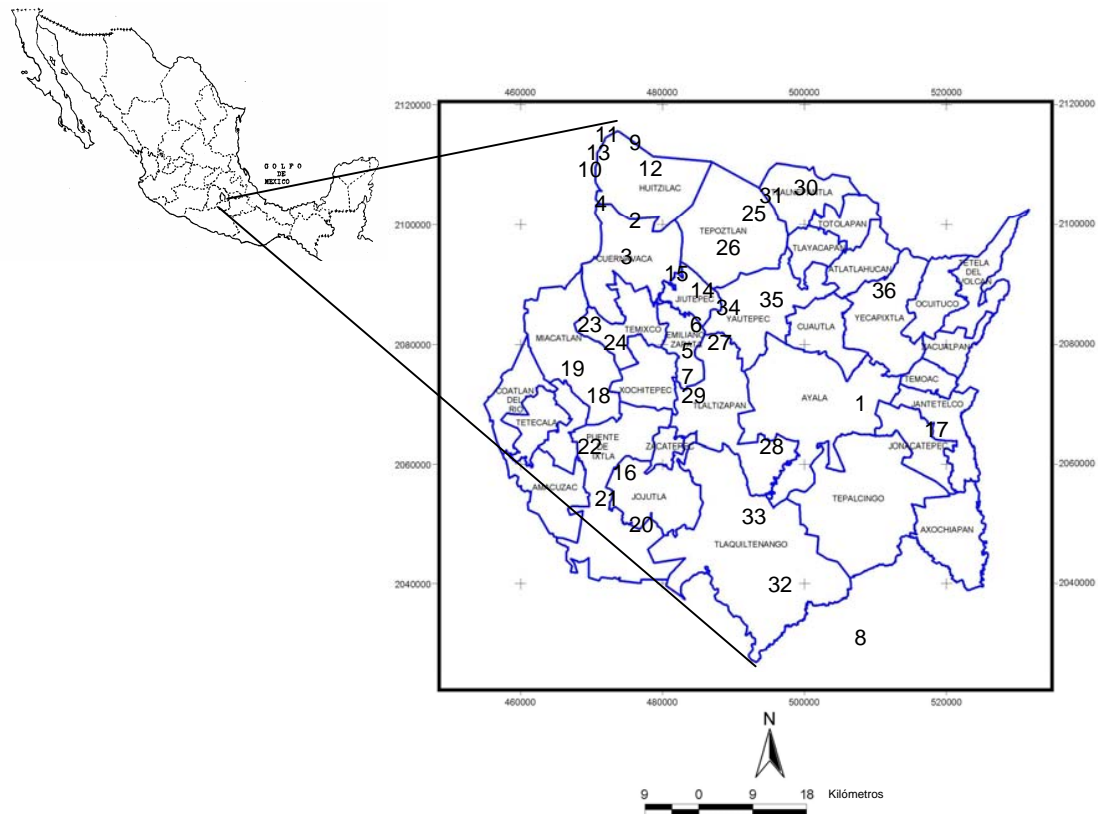 GOLFO
DE
MEXICO
460000 480000 500000 520000
2120000 2120000
11 9
13
10 12
HUITZILAC
30
31
4
25
2
TOTOLAPAN
2100000 2100000
TEPOZTLAN
26
TLAYACAPAN
3
CUERNAVACA
15
ATLATLAHUCAN
TETELA
DEL
VOLCAN
14
JIUTEPEC
36
35
34
OCUITUCO
YAUTEPEC
YECAPIXTLA
23
6
TEMIXCO
EMILIANO
ZAPATA
CUAUTLA
MIACATLAN
24
27
2080000 2080000
5
ZACUALPAN
19
7
TEMOAC
COATLAN
DEL
RIO
18
XOCHITEPEC
29
TLALTIZAPAN
AYALA
1
JANTETELCO
TETECALA
17
22
PUENTE
DE
IXTLA
ZACATEPEC
28
JONACATEPEC
2060000 2060000
16
AMACUZAC
21
JOJUTLA
TEPALCINGO
20
33
AXOCHIAPAN
TLAQUILTENANGO
2040000 2040000
32
8
460000 480000 500000 520000
N
9 0 9 18 Kilómetros